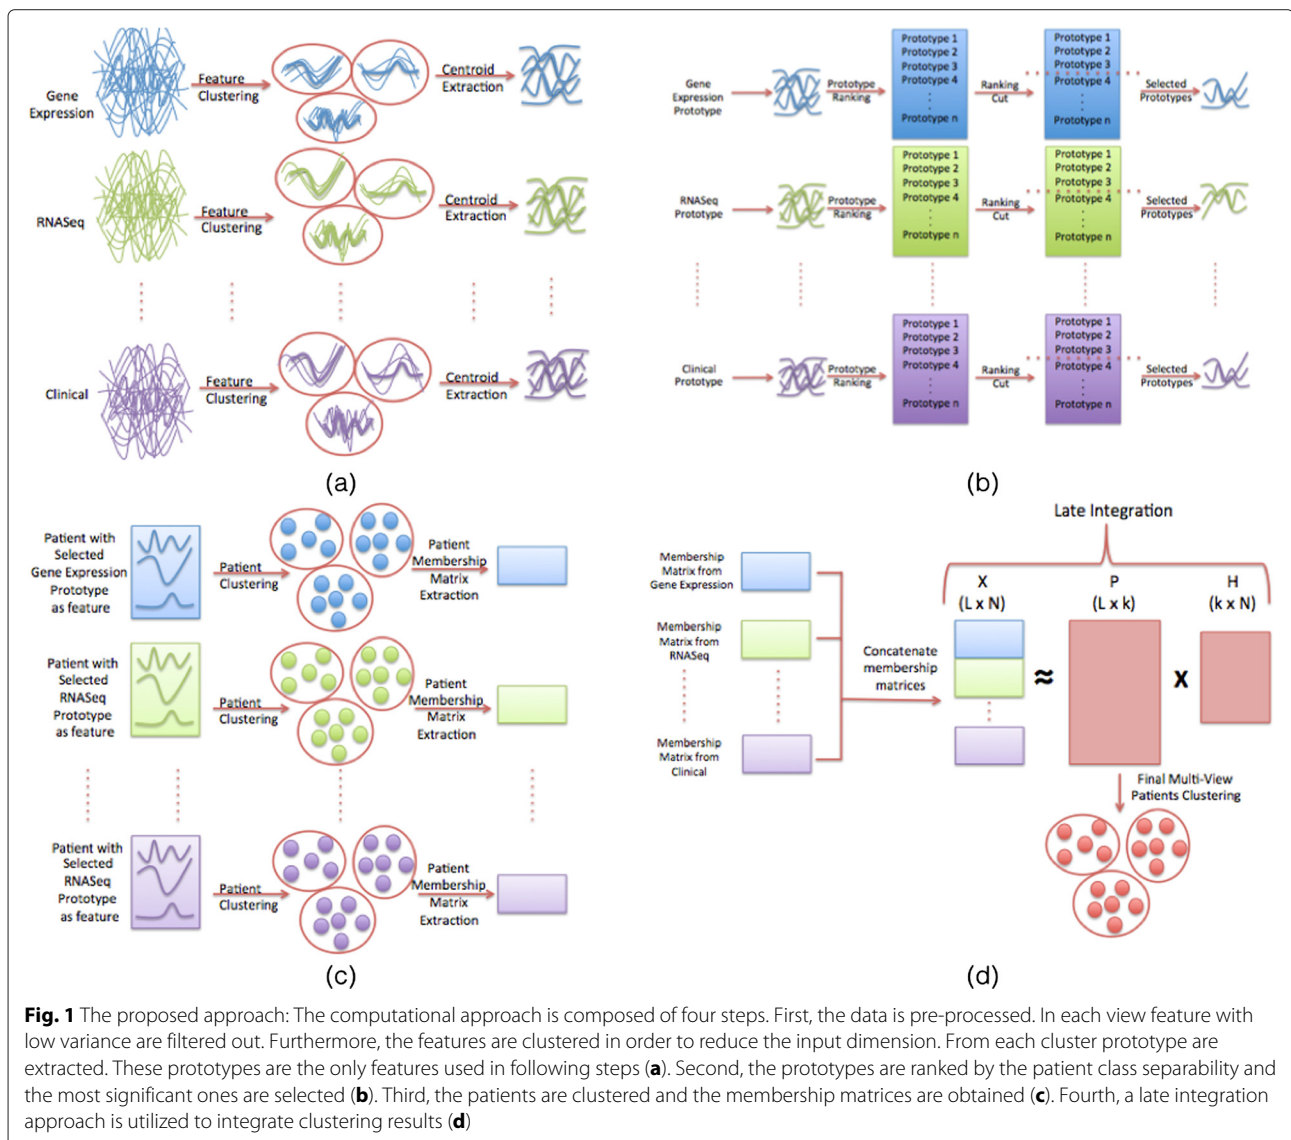 Gene
Expression
Feature
Clustering
Centroid
Extraction
RNASeq
Feature
Clustering
Centroid
Extraction
Clinical
Feature
Clustering
Centroid
Extraction
(a)
Gene
Expression
Prototype
Prototype
Ranking
Prototype 1
Prototype 2
Prototype 3
Prototype 4
Prototype n
Ranking
Cut
Prototype 1
Prototype 2
Prototype 3
Prototype 4
Prototype n
Selected
Prototypes
RNASeq
Prototype
Prototype
Ranking
Prototype 1
Prototype 2
Prototype 3
Prototype 4
Prototype n
Ranking
Cut
Prototype 1
Prototype 2
Prototype 3
Prototype 4
Prototype n
Selected
Prototypes
Clinical
Prototype
Prototype
Ranking
Prototype 1
Prototype 2
Prototype 3
Prototype 4
Prototype n
Ranking
Cut
Prototype 1
Prototype 2
Prototype 3
Prototype 4
Prototype n
Selected
Prototypes
(b)
Patient with
Selected
Gene Expression
Prototype
as feature
Patient
Clustering
Patient
Membership
Matrix
Extraction
Patient with
Selected
RNASeq
Prototype
as feature
Patient
Clustering
Patient
Membership
Matrix
Extraction
Patient with
Selected
RNASeq
Prototype
as feature
Patient
Clustering
Patient
Membership
Matrix
Extraction
(c)
Late Integration
Membership
Matrix from
Gene Expression
Membership
Matrix from
RNASeq
Membership
Matrix from
Clinical
Concatenate
membership
matrices
X
(L x N)
≈
P
(L x k)
X
H
(k x N)
Final Multi-View
Patients Clustering
(d)
Fig. 1 The proposed approach: The computational approach is composed of four steps. First, the data is pre-processed. In each view feature with
low variance are filtered out. Furthermore, the features are clustered in order to reduce the input dimension. From each cluster prototype are
extracted. These prototypes are the only features used in following steps (a). Second, the prototypes are ranked by the patient class separability and
the most significant ones are selected (b). Third, the patients are clustered and the membership matrices are obtained (c). Fourth, a late integration
approach is utilized to integrate clustering results (d)